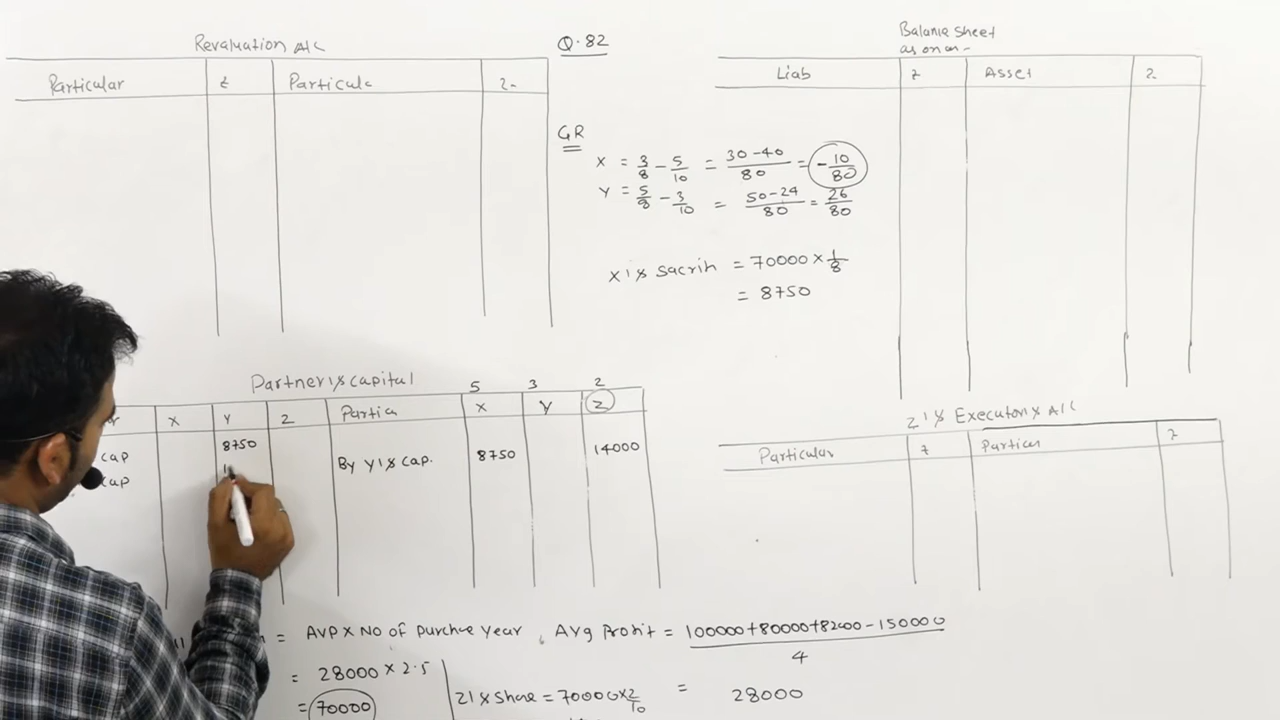 Revaluation A/C
Particular ₹ Particula ₹
Q.82
GR
X = 3/8 - 5/10 = 30-40/80 = -10/80
Y = 5/8 - 3/10 = 50-24/80 = 26/80
X's Sacrih = 70000 × 1/8
= 8750
Balance Sheet
as on on -
Liab ₹ Asset ₹
Partner's capital
5 3 2
X Y Z Partica X Y Z
cap 8750 By Y's cap. 8750 14000
cap
Z's Executor's A/C
Particular ₹ Particu ₹
= AVP × No of purchase year , Avg Profit = 100000+80000+8200-150000/4
= 28000 × 2.5
= 70000
Z's Share = 70000×2/10
= 28000